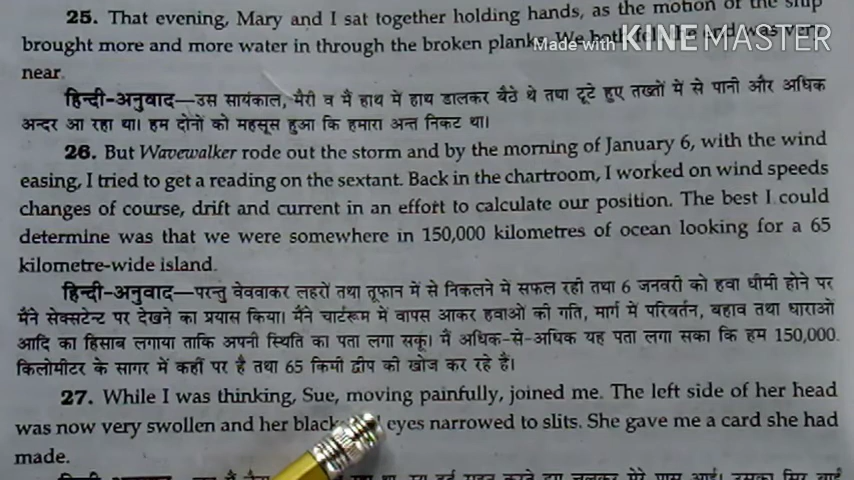 25. That evening, Mary and I sat together holding hands, as the motion of the ship
brought more and more water in through the broken planks. We both felt the end was very
near.
Made with KINEMASTER
हिन्दी-अनुवाद—उस सायंकाल, मैरी व मैं हाथ में हाथ डालकर बैठे थे तथा टूटे हुए तख्तों में से पानी और अधिक
अन्दर आ रहा था। हम दोनों को महसूस हुआ कि हमारा अन्त निकट था।
26. But Wavewalker rode out the storm and by the morning of January 6, with the wind
easing, I tried to get a reading on the sextant. Back in the chartroom, I worked on wind speeds
changes of course, drift and current in an effort to calculate our position. The best I could
determine was that we were somewhere in 150,000 kilometres of ocean looking for a 65
kilometre-wide island.
हिन्दी-अनुवाद—परन्तु वेववाकर लहरों तथा तूफान में से निकलने में सफल रही तथा 6 जनवरी को हवा धीमी होने पर
मैंने सेक्सटेन्ट पर देखने का प्रयास किया। मैंने चार्टरूम में वापस आकर हवाओं की गति, मार्ग में परिवर्तन, बहाव तथा धाराओं
आदि का हिसाब लगाया ताकि अपनी स्थिति का पता लगा सकूं। मैं अधिक-से-अधिक यह पता लगा सका कि हम 150,000
किलोमीटर के सागर में कहीं पर है तथा 65 किमी द्वीप की खोज कर रहे हैं।
27. While I was thinking, Sue, moving painfully, joined me. The left side of her head
was now very swollen and her eyes narrowed to slits. She gave me a card she had
made.